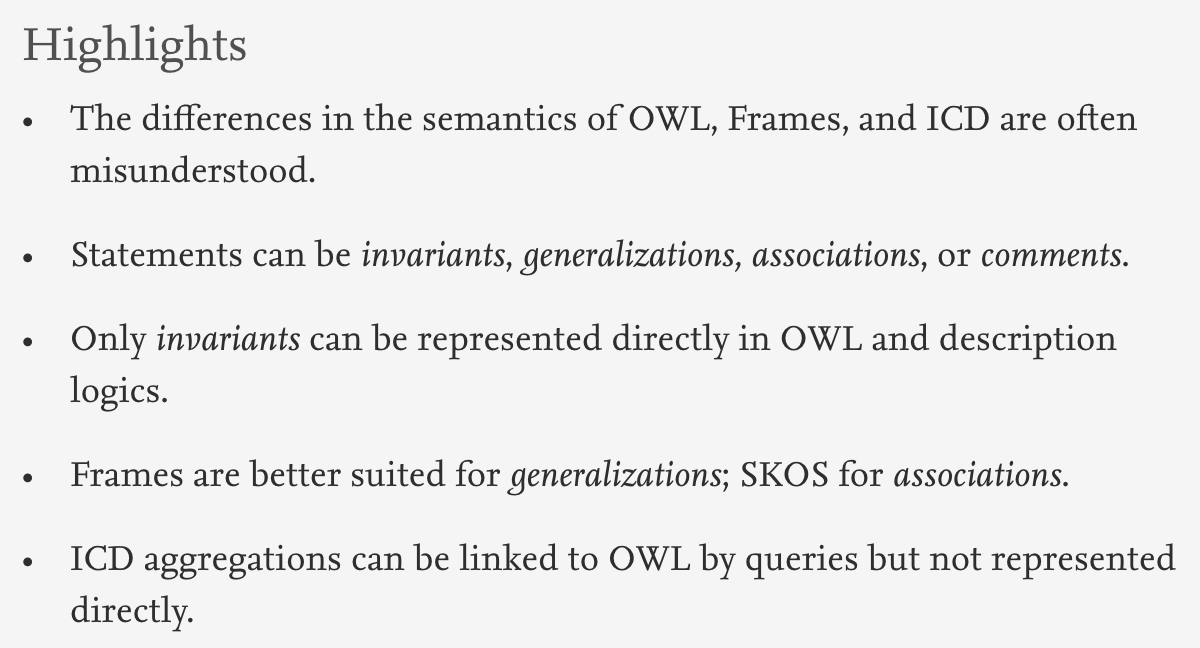 Highlights
• The differences in the semantics of OWL, Frames, and ICD are often
misunderstood.
• Statements can be invariants, generalizations, associations, or comments.
• Only invariants can be represented directly in OWL and description
logics.
• Frames are better suited for generalizations; SKOS for associations.
• ICD aggregations can be linked to OWL by queries but not represented
directly.